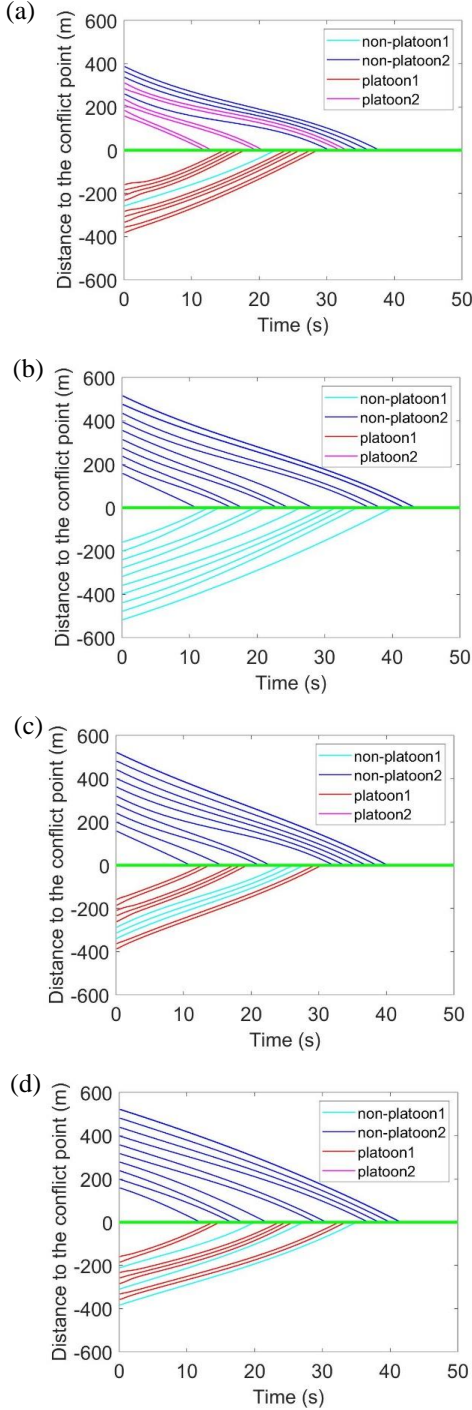 (a)
600
400
200
0
-200
-400
-600
Distance to the conflict point (m)
non-platoon1
non-platoon2
platoon1
platoon2
0 10 20 30 40 50
Time (s)
(b)
600
400
200
0
-200
-400
-600
Distance to the conflict point (m)
non-platoon1
non-platoon2
platoon1
platoon2
0 10 20 30 40 50
Time (s)
(c)
600
400
200
0
-200
-400
-600
Distance to the conflict point (m)
non-platoon1
non-platoon2
platoon1
platoon2
0 10 20 30 40 50
Time (s)
(d)
600
400
200
0
-200
-400
-600
Distance to the conflict point (m)
non-platoon1
non-platoon2
platoon1
platoon2
0 10 20 30 40 50
Time (s)